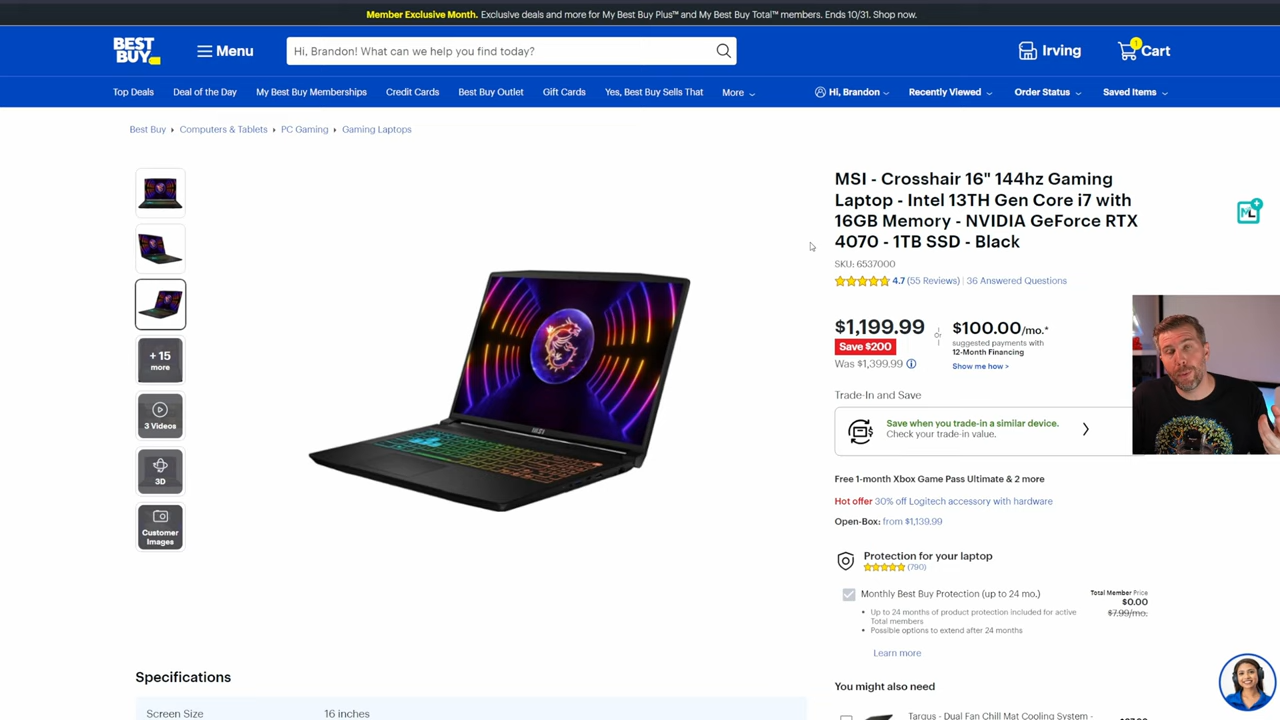 Member Exclusive Month. Exclusive deals and more for My Best Buy Plus™ and My Best Buy Total™ members. Ends 10/31. Shop now.
BEST BUY
Menu
Hi, Brandon! What can we help you find today?
Irving
1
Cart
Top Deals
Deal of the Day
My Best Buy Memberships
Credit Cards
Best Buy Outlet
Gift Cards
Yes, Best Buy Sells That
More
Hi, Brandon
Recently Viewed
Order Status
Saved Items
Best Buy
Computers & Tablets
PC Gaming
Gaming Laptops
+ 15
more
3 Videos
3D
Customer
Images
msi
MSI - Crosshair 16" 144hz Gaming
Laptop - Intel 13TH Gen Core i7 with
16GB Memory - NVIDIA GeForce RTX
4070 - 1TB SSD - Black
SKU: 6537000
4.7 (55 Reviews) | 36 Answered Questions
$1,199.99
Save $200
Was $1,399.99
or
$100.00/mo.*
suggested payments with
12-Month Financing
Show me how >
Trade-In and Save
Save when you trade-in a similar device.
Check your trade-in value.
Free 1-month Xbox Game Pass Ultimate & 2 more
Hot offer 30% off Logitech accessory with hardware
Open-Box: from $1,139.99
Protection for your laptop
(790)
Monthly Best Buy Protection (up to 24 mo.)
Total Member Price
$0.00
$7.99/mo.
• Up to 24 months of product protection included for active
Total members
• Possible options to extend after 24 months
Learn more
You might also need
Targus - Dual Fan Chill Mat Cooling System -
Specifications
Screen Size
16 inches
ML